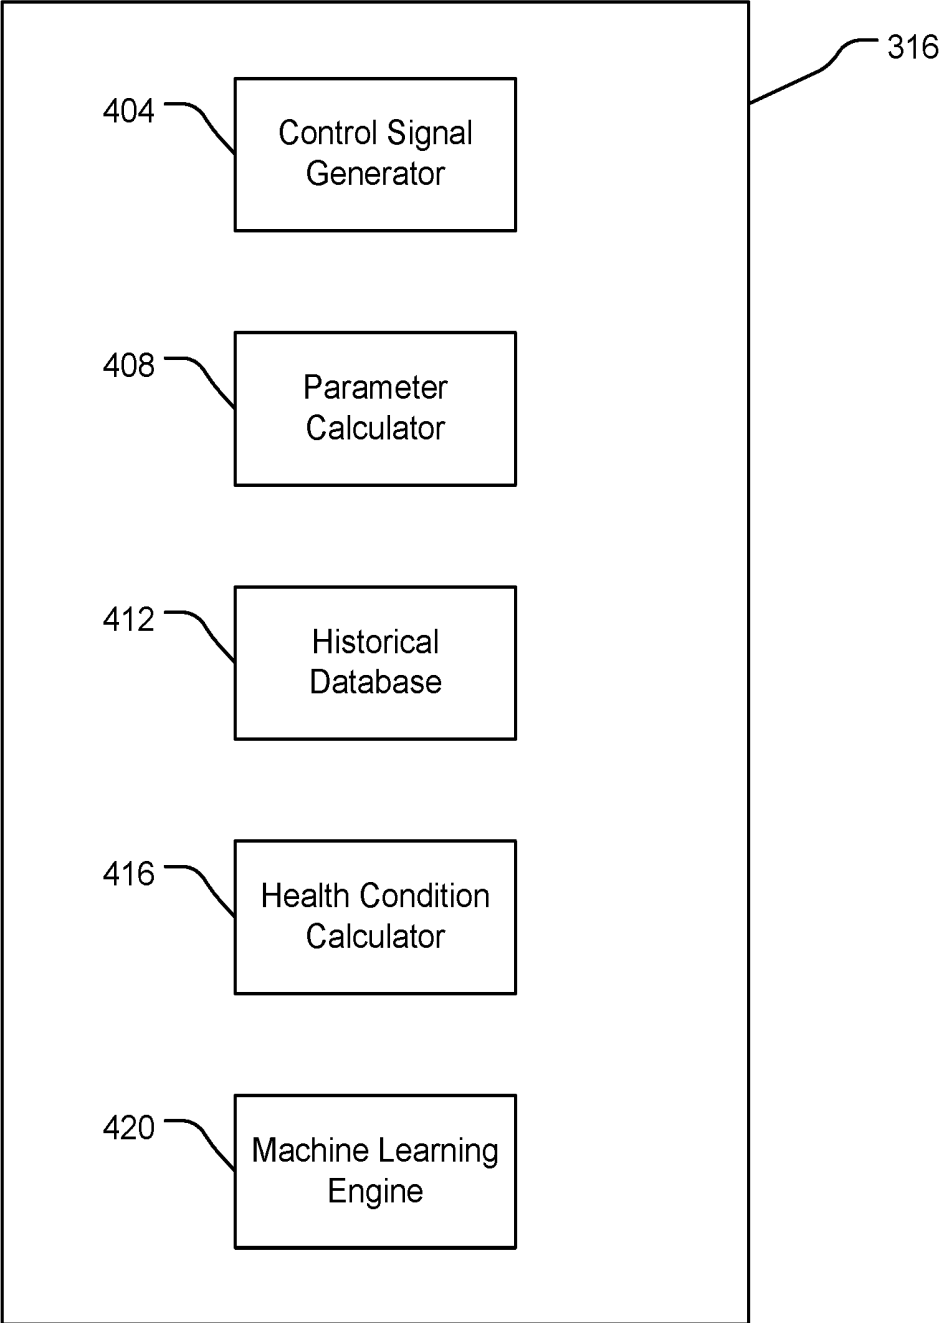 316
404
Control Signal
Generator
408
Parameter
Calculator
412
Historical
Database
416
Health Condition
Calculator
420
Machine Learning
Engine